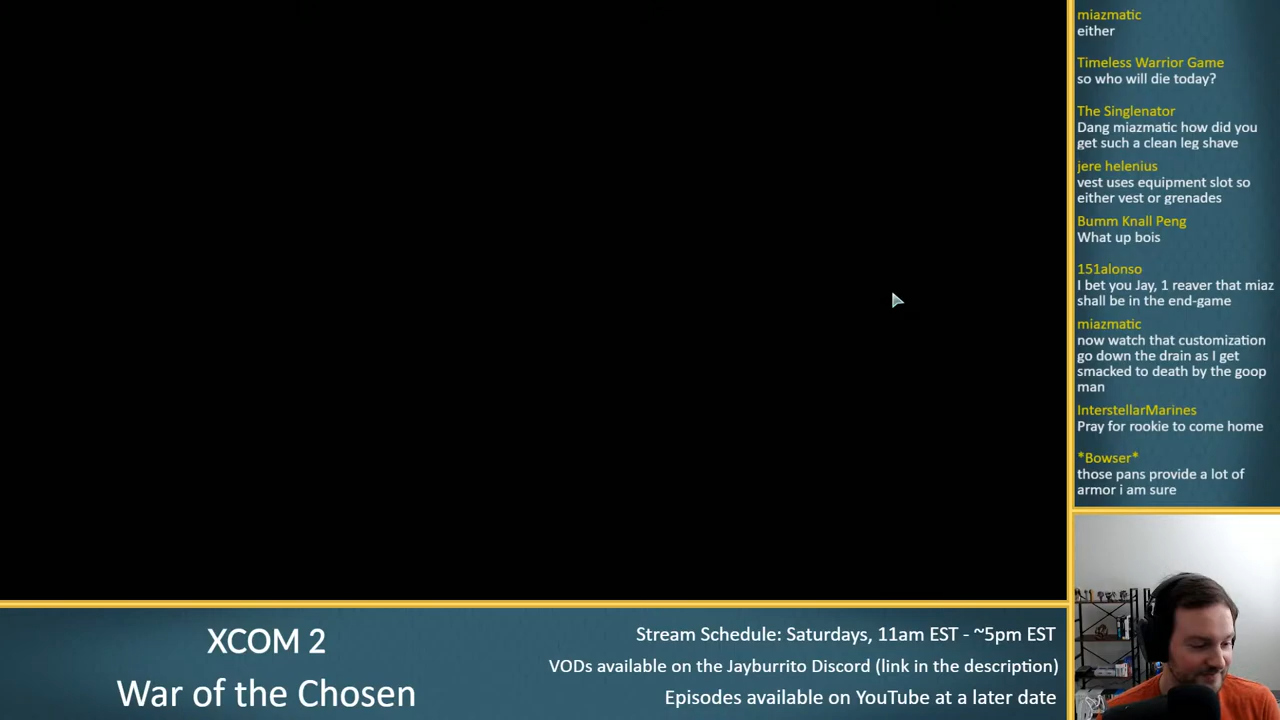 miazmatic
either
Timeless Warrior Game
so who will die today?
The Singlenator
Dang miazmatic how did you
get such a clean leg shave
jere helenius
vest uses equipment slot so
either vest or grenades
Bumm Knall Peng
What up bois
151alonso
I bet you Jay, 1 reaver that miaz
shall be in the end-game
miazmatic
now watch that customization
go down the drain as I get
smacked to death by the goop
man
InterstellarMarines
Pray for rookie to come home
*Bowser*
those pans provide a lot of
armor i am sure
XCOM 2
War of the Chosen
Stream Schedule: Saturdays, 11am EST - ~5pm EST
VODs available on the Jayburrito Discord (link in the description)
Episodes available on YouTube at a later date